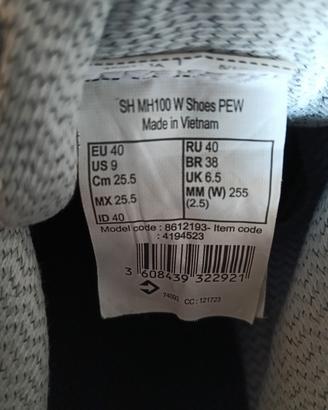 SH MH100 W Shoes PEW
Made in Vietnam
EU 40
US 9
Cm 25.5
MX 25.5
ID 40
RU 40
BR 38
UK 6.5
MM (W) 255
(2.5)
Model code : 8612193- Item code
: 4194523
3 608439 322921
CC: 121723